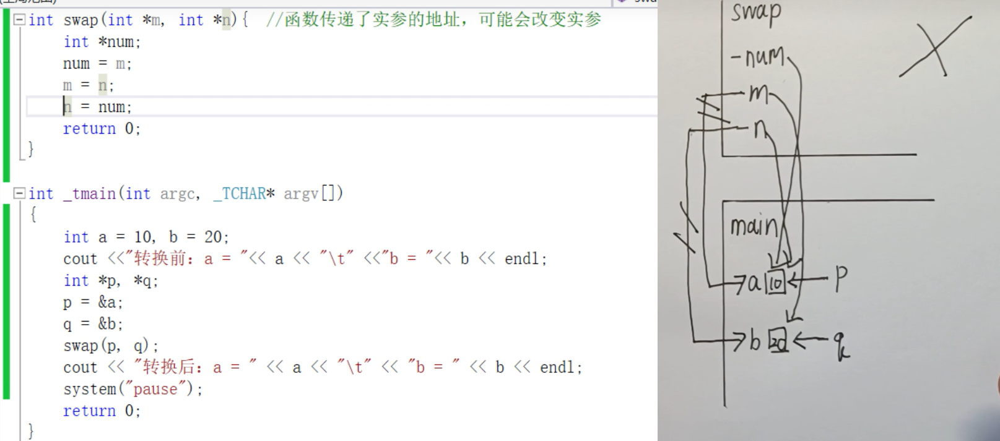 int swap(int *m, int *n){  //函数传递了实参的地址，可能会改变实参
int *num;
num = m;
m = n;
n = num;
return 0;
}
int _tmain(int argc, _TCHAR* argv[])
{
int a = 10, b = 20;
cout <<"转换前：a = "<< a << "\t" <<"b = "<< b << endl;
int *p, *q;
p = &a;
q = &b;
swap(p, q);
cout << "转换后：a = " << a << "\t" << "b = " << b << endl;
system("pause");
return 0;
}
swap
-num
m
n
main
a 10 p
b 20 q